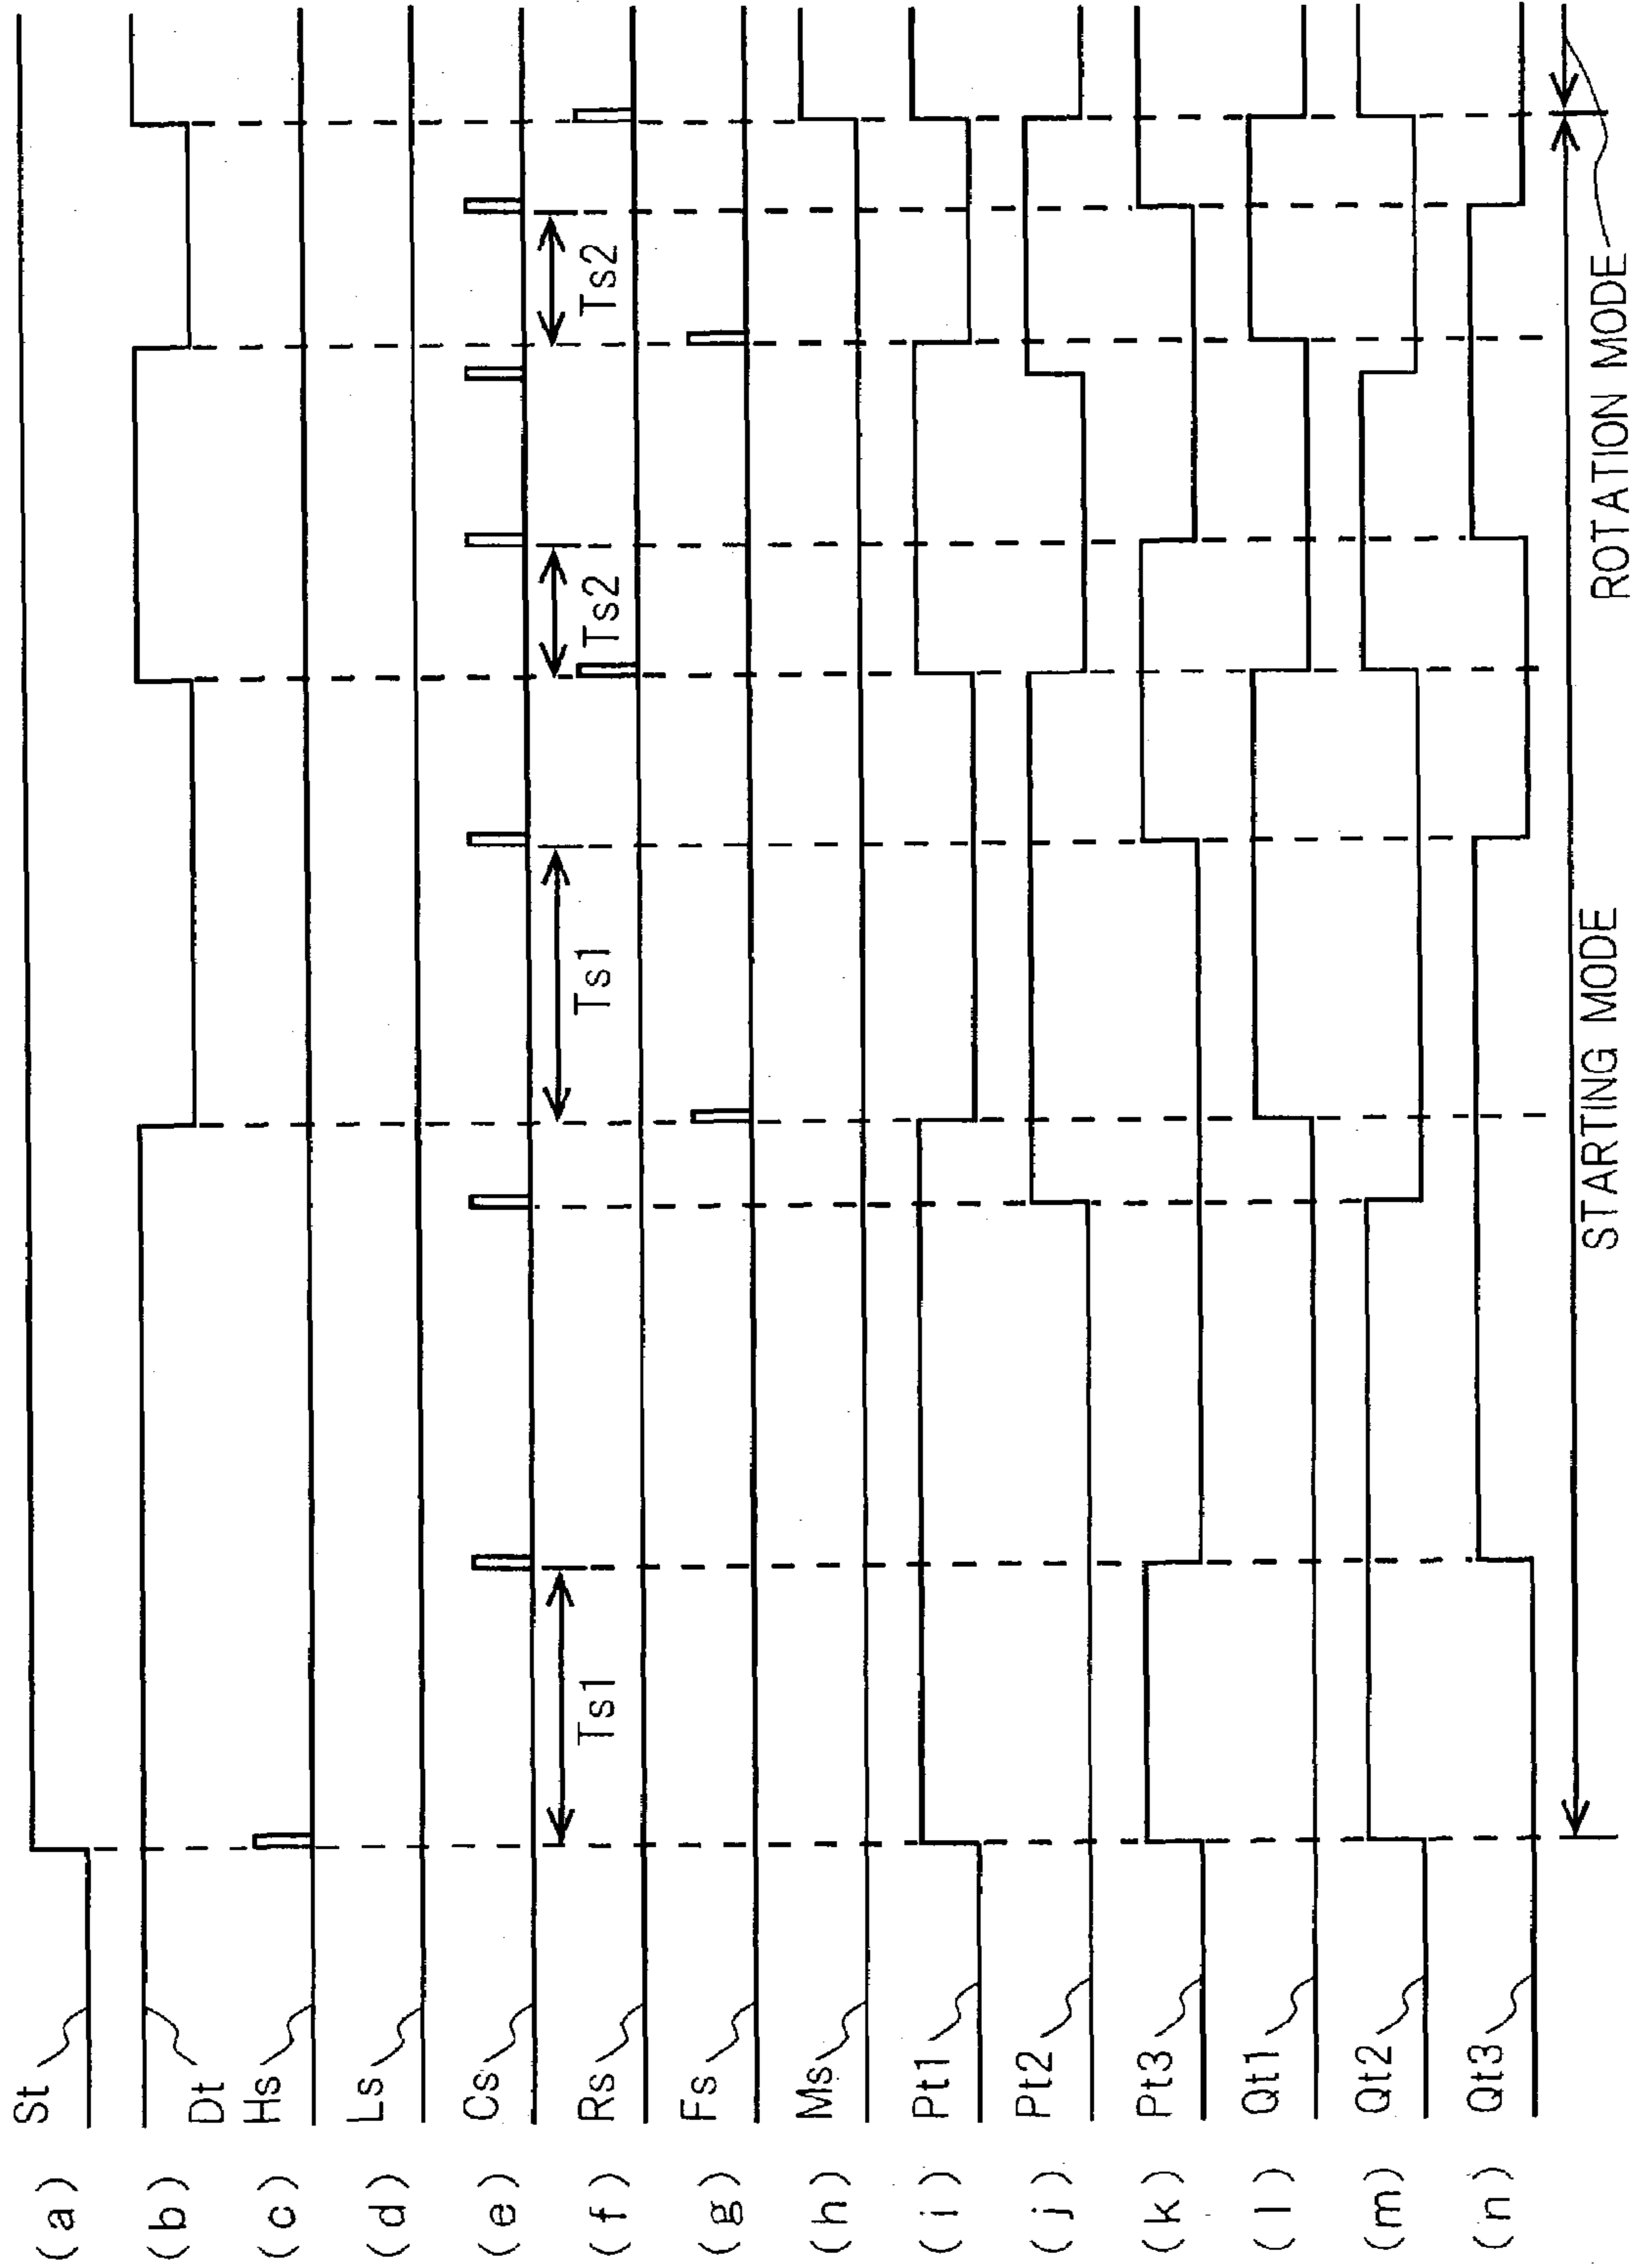 (a) St
(b) Dt
(c) Hs
(d) Ls
(e) Cs
Ts1
Ts1
Ts2
Ts2
(f) Rs
(g) Fs
(h) Ms
(i) Pt1
(j) Pt2
(k) Pt3
(l) Qt1
(m) Qt2
(n) Qt3
STARTING MODE
ROTATION MODE